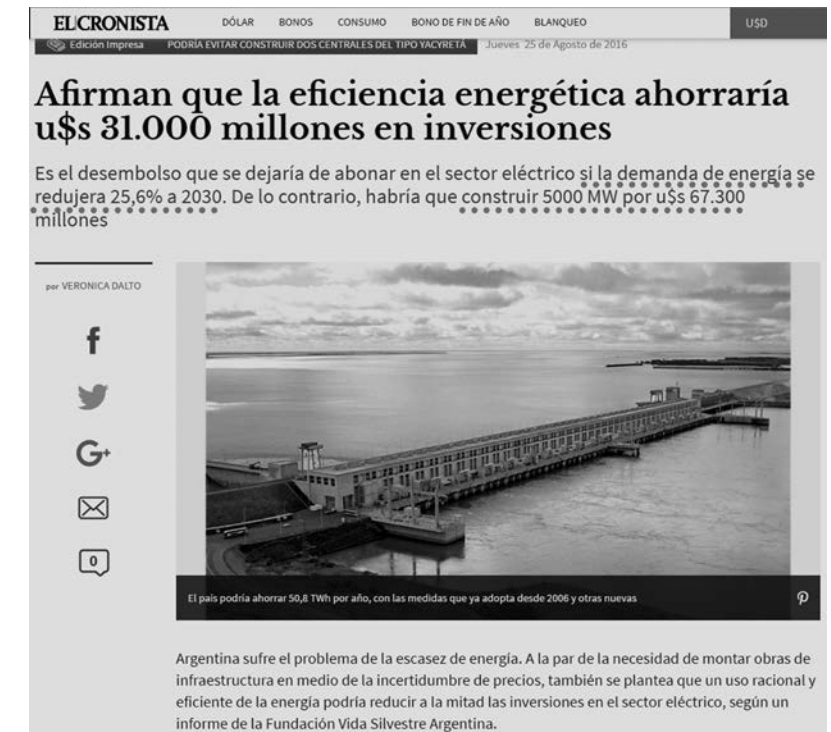 EL CRONISTA DÓLAR BONOS CONSUMO BONO DE FIN DE AÑO BLANQUEO U$D
Edición Impresa PODRÍA EVITAR CONSTRUIR DOS CENTRALES DEL TIPO YACYRETÁ Jueves 25 de Agosto de 2016
Afirman que la eficiencia energética ahorraría
u$s 31.000 millones en inversiones
Es el desembolso que se dejaría de abonar en el sector eléctrico si la demanda de energía se
redujera 25,6% a 2030. De lo contrario, habría que construir 5000 MW por u$s 67.300
millones
por VERONICA DALTO
f
G+
0
El país podría ahorrar 50,8 TWh por año, con las medidas que ya adopta desde 2006 y otras nuevas
Argentina sufre el problema de la escasez de energía. A la par de la necesidad de montar obras de
infraestructura en medio de la incertidumbre de precios, también se plantea que un uso racional y
eficiente de la energía podría reducir a la mitad las inversiones en el sector eléctrico, según un
informe de la Fundación Vida Silvestre Argentina.